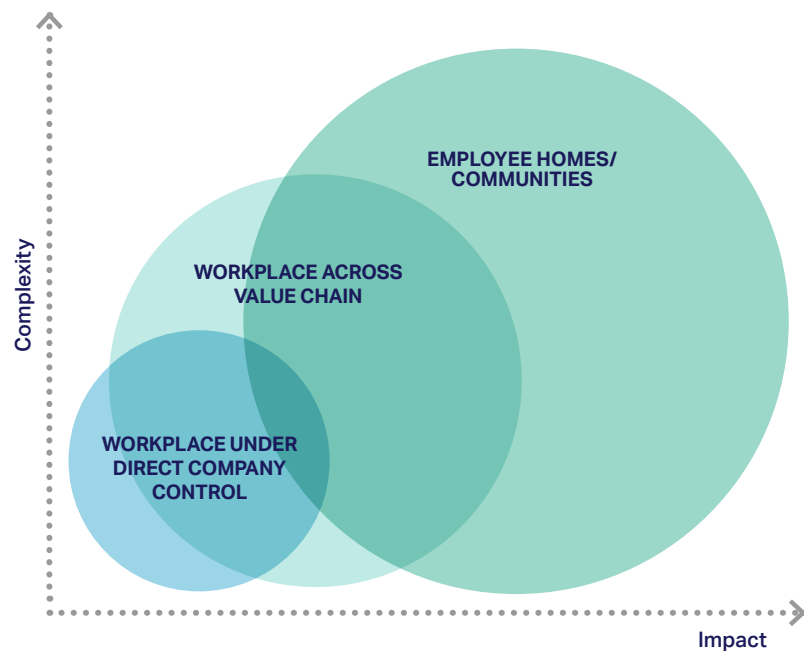 EMPLOYEE HOMES/
COMMUNITIES
WORKPLACE ACROSS
VALUE CHAIN
Complexity
WORKPLACE UNDER
DIRECT COMPANY
CONTROL
Impact